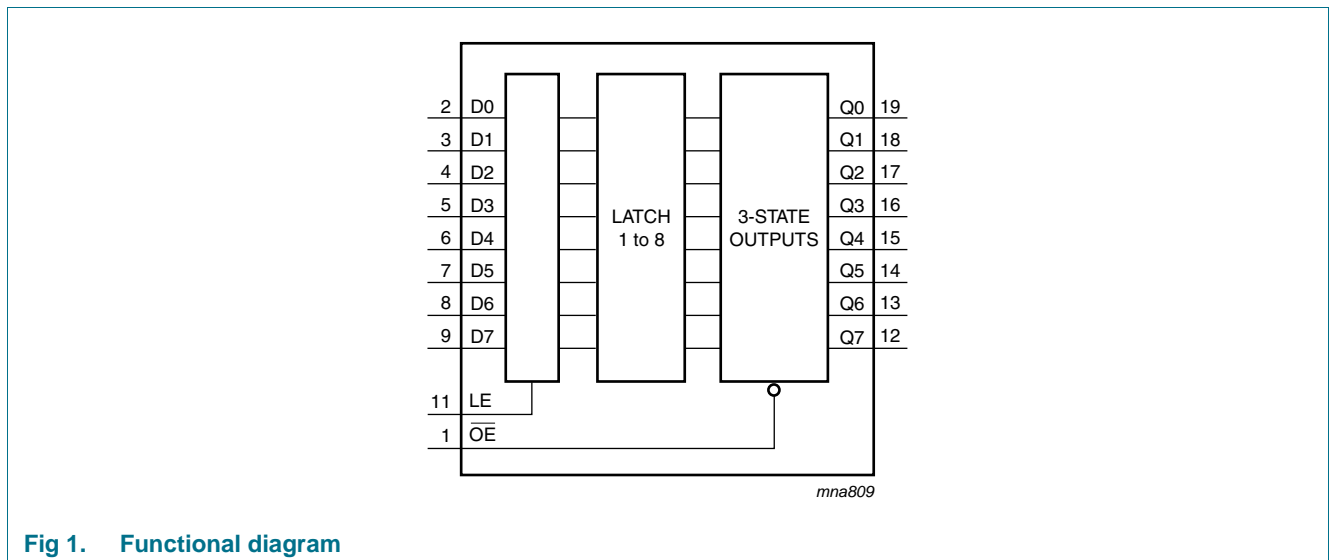 2 D0 Q0 19
3 D1 Q1 18
4 D2 Q2 17
5 D3 Q3 16
LATCH 3-STATE
1 to 8 OUTPUTS
6 D4 Q4 15
7 D5 Q5 14
8 D6 Q6 13
9 D7 Q7 12
11 LE
1 O̅E̅
mna809
Fig 1. Functional diagram